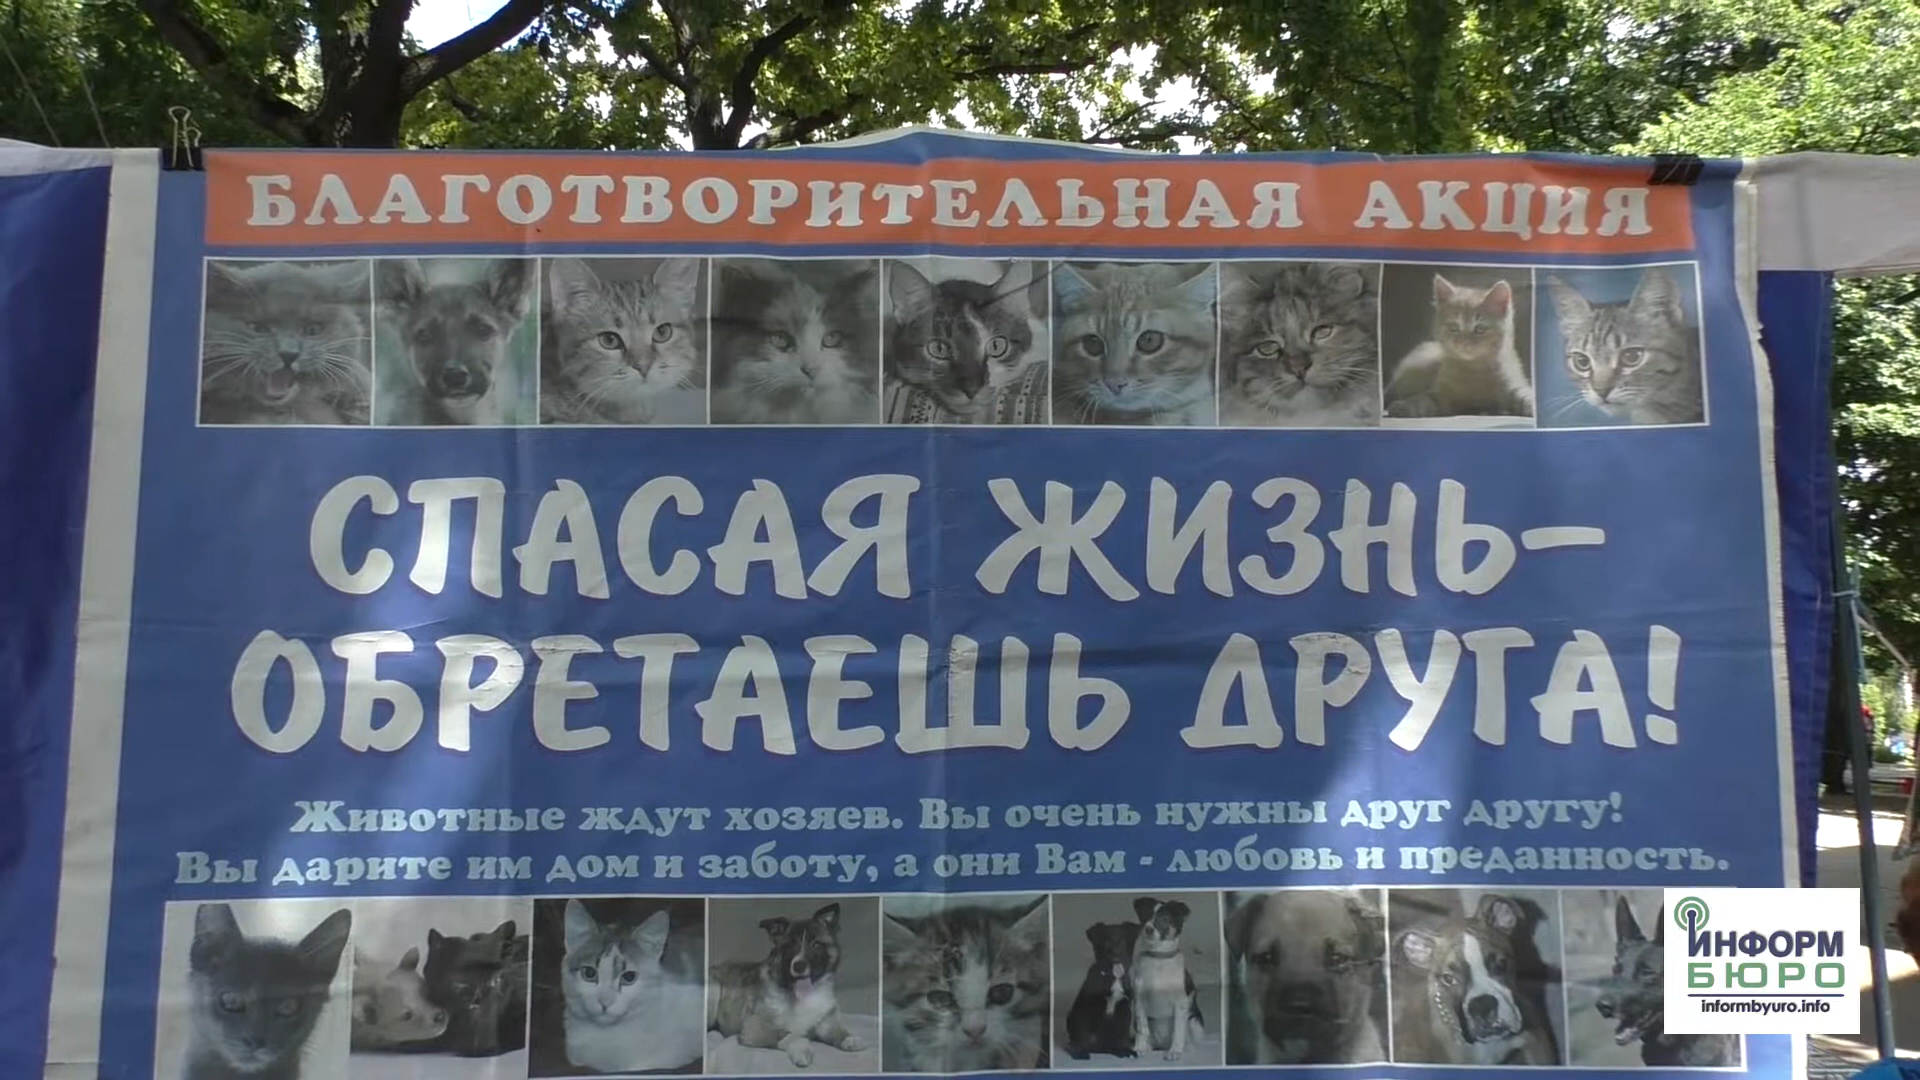 БЛАГОТВОРИТЕЛЬНАЯ АКЦИЯ
СПАСАЯ ЖИЗНЬ-
ОБРЕТАЕШЬ ДРУГА!
Животные ждут хозяев. Вы очень нужны друг другу!
Вы дарите им дом и заботу, а они Вам - любовь и преданность.
ИНФОРМ
БЮРО
informbyuro.info